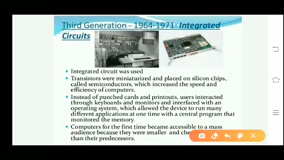 Third Generation - 1964-1971: Integrated
Circuits
• Integrated circuit was used
• Transistors were miniaturized and placed on silicon chips,
called semiconductors, which increased the speed and
efficiency of computers.
• Instead of punched cards and printouts, users interacted
through keyboards and monitors and interfaced with an
operating system, which allowed the device to run many
different applications at one time with a central program that
monitored the memory.
• Computers for the first time became accessible to a mass
audience because they were smaller and che
than their predecessors.